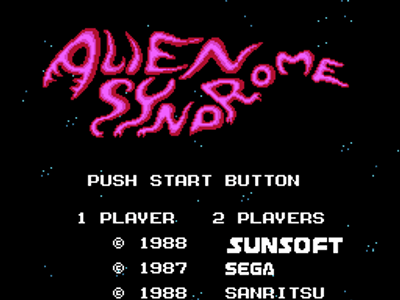 ALIEN
SYNDROME
PUSH START BUTTON
1 PLAYER 2 PLAYERS
© 1988 SUNSOFT
© 1987 SEGA
© 1988 SANRITSU